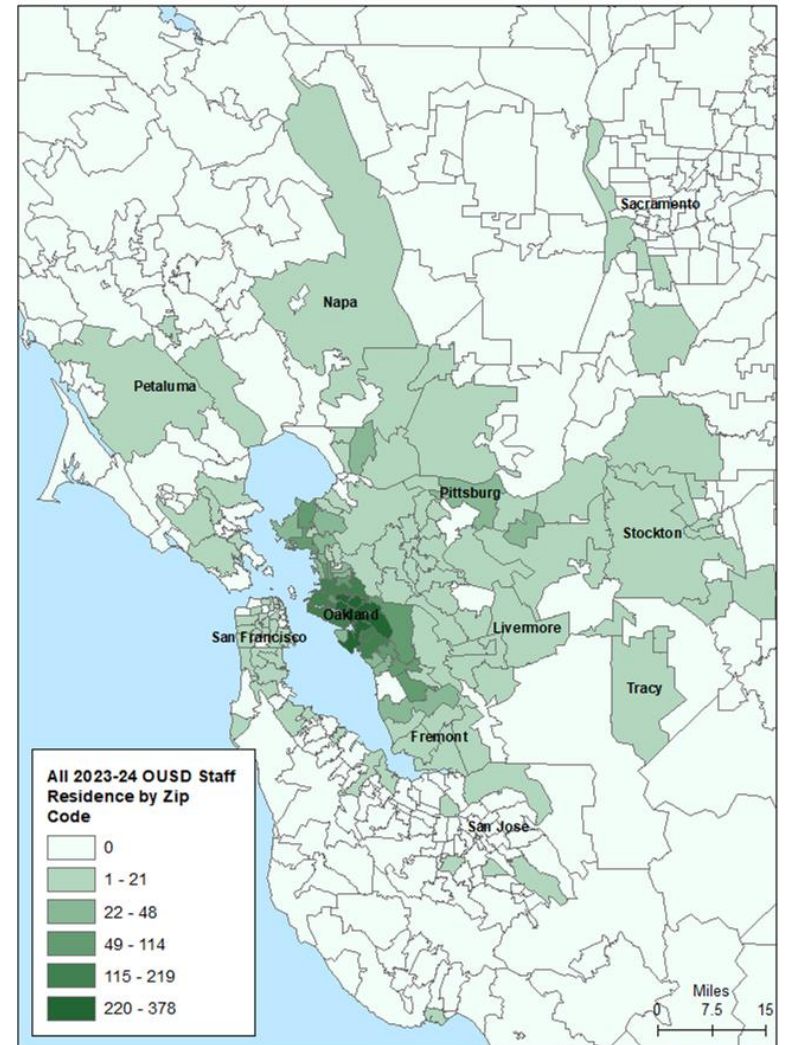 Sacramento
Napa
Petaluma
Pittsburg
Stockton
Oakland
San Francisco
Livermore
Tracy
Fremont
San Jose
All 2023-24 OUSD Staff
Residence by Zip
Code
0
1 - 21
22 - 48
49 - 114
115 - 219
220 - 378
Miles
0 7.5 15